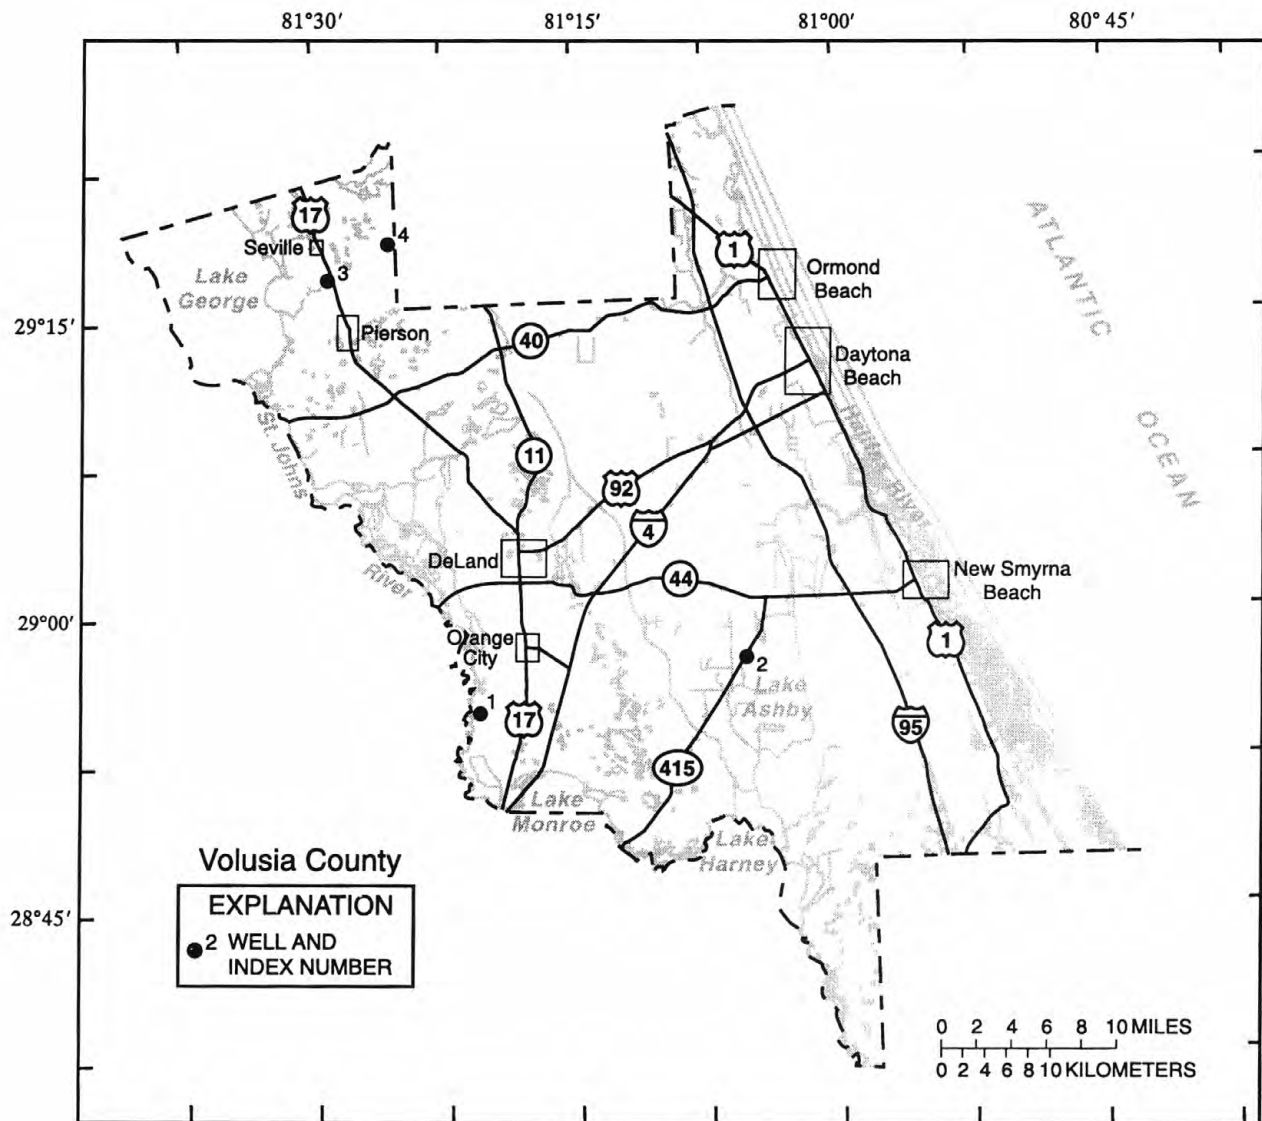 81°30′
81°15′
81°00′
80°45′
29°15′
29°00′
28°45′
17
Seville
4
3
Lake
George
Pierson
1
Ormond
Beach
ATLANTIC
OCEAN
40
Daytona
Beach
St. Johns
River
11
Halifax River
92
4
DeLand
44
New Smyrna
Beach
Orange
City
1
2
Lake
Ashby
1
17
95
415
Lake
Monroe
Lake
Harney
Volusia County
EXPLANATION
2 WELL AND
INDEX NUMBER
0 2 4 6 8 10 MILES
0 2 4 6 8 10 KILOMETERS